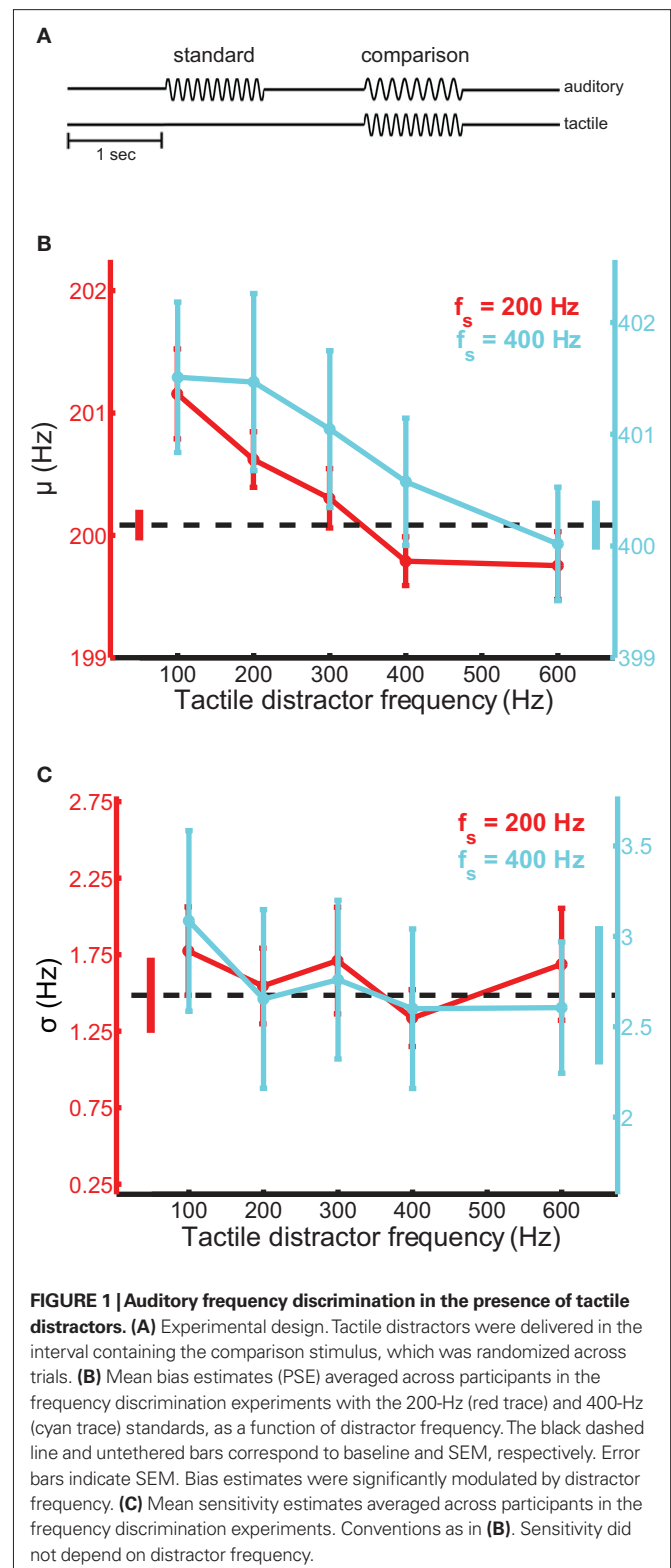 A
standard comparison
auditory
tactile
1 sec
B
202
201
200
199
μ (Hz)
f_s = 200 Hz
f_s = 400 Hz
402
401
400
399
100 200 300 400 500 600
Tactile distractor frequency (Hz)
C
2.75
2.25
1.75
1.25
0.75
0.25
σ (Hz)
f_s = 200 Hz
f_s = 400 Hz
3.5
3
2.5
2
100 200 300 400 500 600
Tactile distractor frequency (Hz)
FIGURE 1 | Auditory frequency discrimination in the presence of tactile
distractors. (A) Experimental design. Tactile distractors were delivered in the
interval containing the comparison stimulus, which was randomized across
trials. (B) Mean bias estimates (PSE) averaged across participants in the
frequency discrimination experiments with the 200-Hz (red trace) and 400-Hz
(cyan trace) standards, as a function of distractor frequency. The black dashed
line and untethered bars correspond to baseline and SEM, respectively. Error
bars indicate SEM. Bias estimates were significantly modulated by distractor
frequency. (C) Mean sensitivity estimates averaged across participants in the
frequency discrimination experiments. Conventions as in (B). Sensitivity did
not depend on distractor frequency.